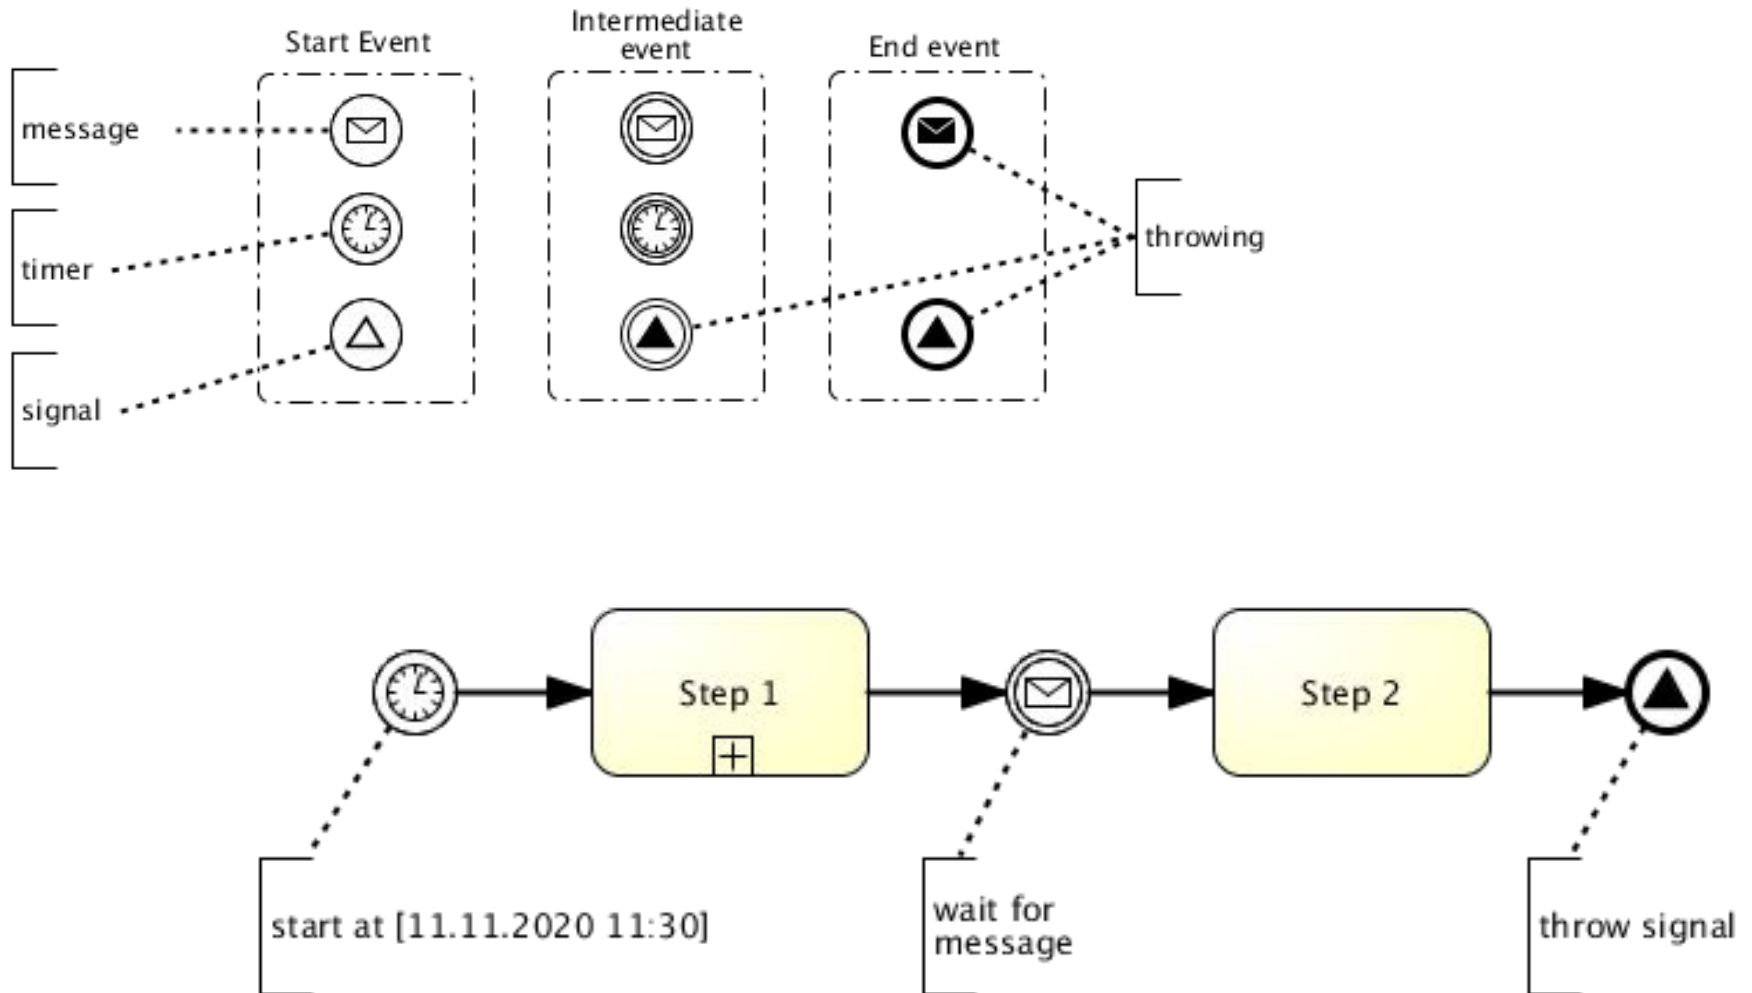 Start Event
Intermediate
event
End event
message
timer
signal
throwing
Step 1
Step 2
start at [11.11.2020 11:30]
wait for
message
throw signal